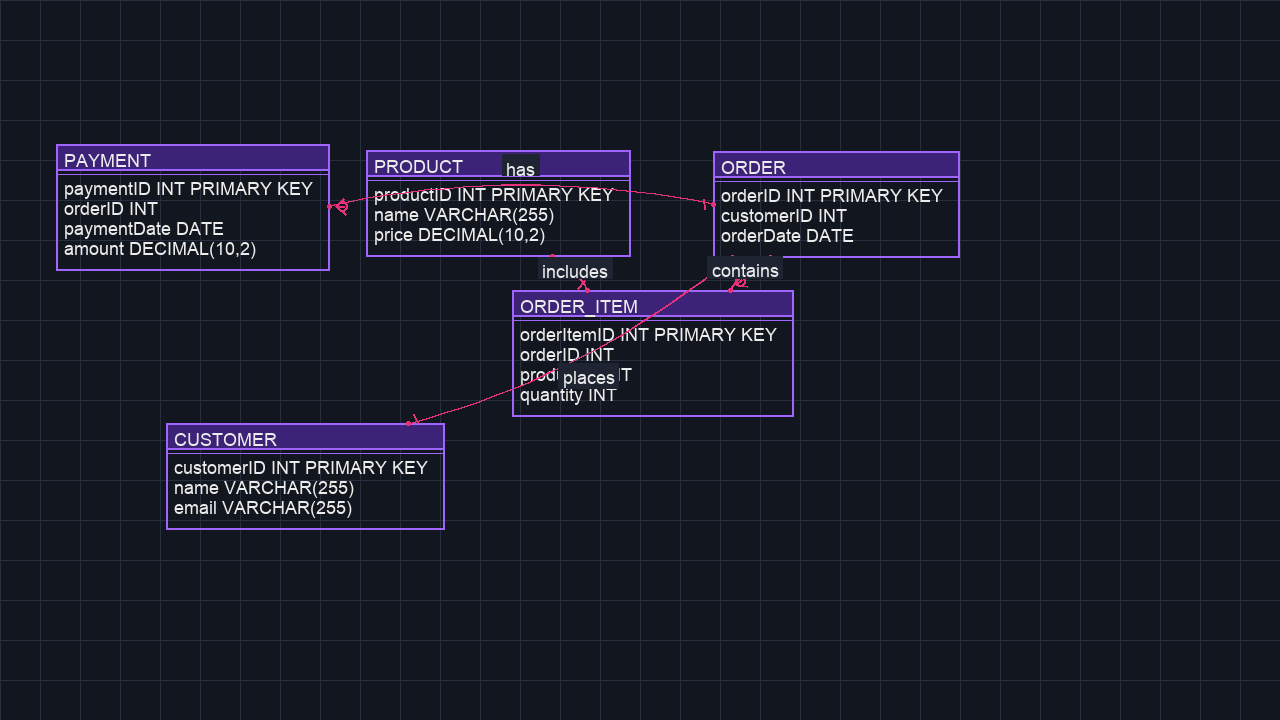 PAYMENT
paymentID INT PRIMARY KEY
orderID INT
paymentDate DATE
amount DECIMAL(10,2)
PRODUCT
has
productID INT PRIMARY KEY
name VARCHAR(255)
price DECIMAL(10,2)
ORDER
orderID INT PRIMARY KEY
customerID INT
orderDate DATE
includes
contains
ORDER_ITEM
orderItemID INT PRIMARY KEY
orderID INT
places
quantity INT
CUSTOMER
customerID INT PRIMARY KEY
name VARCHAR(255)
email VARCHAR(255)